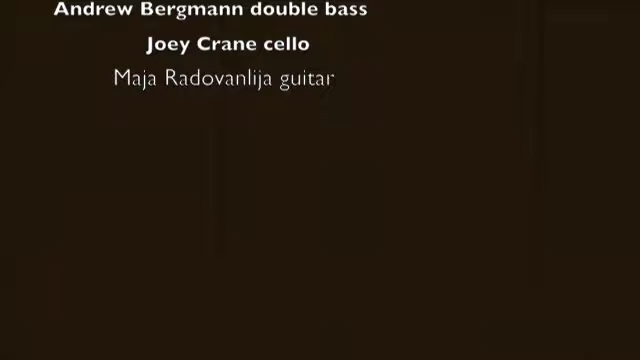 Andrew Bergmann double bass
Joey Crane cello
Maja Radovanlija guitar